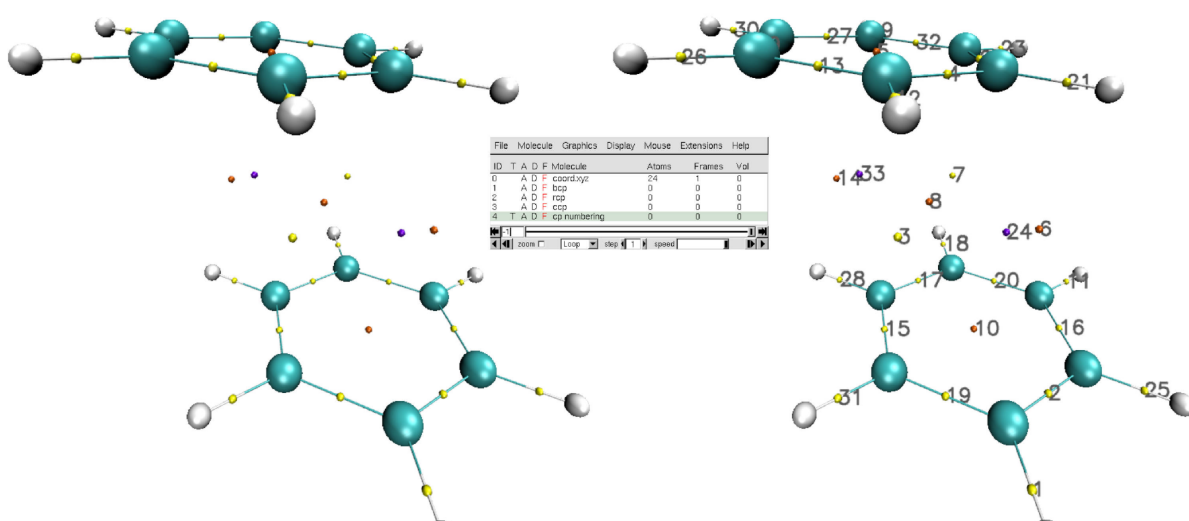 30 9
27 5 32 23
26 13 4 21
12
File Molecule Graphics Display Mouse Extensions Help
ID T A D F Molecule Atoms Frames Vol
0 A D F coord.xyz 24 1 0
1 A D F bcp 0 0 0
2 A D F rcp 0 0 0
3 A D F ccp 0 0 0
4 T A D F cp numbering 0 0 0
-1
zoom Loop step 1 speed
14 33 7
8
3 18 24 6
28 17 20 11
15 10 16
31 19 2 25
1